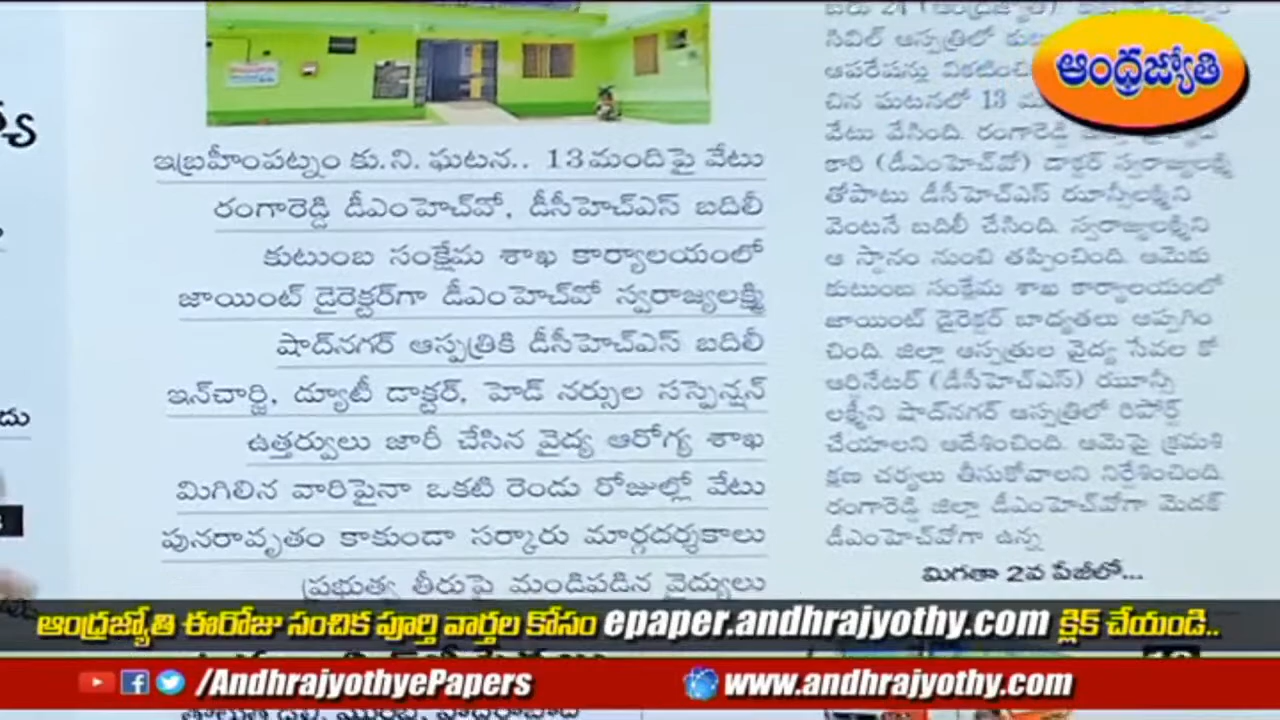 ఆంధ్రజ్యోతి
ఇబ్రహీంపట్నం కు.ని. ఘటన.. 13మందిపై వేటు
రంగారెడ్డి డీఎంహెచ్‌వో, డీసీహెచ్‌ఎస్ బదిలీ
కుటుంబ సంక్షేమ శాఖ కార్యాలయంలో
జాయింట్ డైరెక్టర్‌గా డీఎంహెచ్‌వో స్వరాజ్యలక్ష్మి
షాద్‌నగర్ ఆస్పత్రికి డీసీహెచ్‌ఎస్ బదిలీ
ఇన్‌చార్జి, డ్యూటీ డాక్టర్, హెడ్ నర్సుల సస్పెన్షన్
ఉత్తర్వులు జారీ చేసిన వైద్య ఆరోగ్య శాఖ
మిగిలిన వారిపైనా ఒకటి రెండు రోజుల్లో వేటు
పునరావృతం కాకుండా సర్కారు మార్గదర్శకాలు
ప్రభుత్వ తీరుపై మండిపడిన వైద్యులు
సివిల్ ఆస్పత్రిలో
ఆపరేషన్లు వికటించి
చిన ఘటనలో 13
వేటు వేసింది. రంగారెడ్డి
కారి (డీఎంహెచ్‌వో) డాక్టర్ స్వరాజ్యలక్ష్మి
తోపాటు డీసీహెచ్‌ఎస్ ఝాన్సీలక్ష్మిని
వెంటనే బదిలీ చేసింది. స్వరాజ్యలక్ష్మిని
ఆ స్థానం నుంచి తప్పించింది. ఆమెకు
కుటుంబ సంక్షేమ శాఖ కార్యాలయంలో
జాయింట్ డైరెక్టర్ బాధ్యతలు అప్పగిం
చింది. జిల్లా ఆస్పత్రుల వైద్య సేవల కో
ఆర్డినేటర్ (డీసీహెచ్‌ఎస్) ఝాన్సీ
లక్ష్మిని షాద్‌నగర్ ఆస్పత్రిలో రిపోర్ట్
చేయాలని ఆదేశించింది. ఆమెపై క్రమశి
క్షణ చర్యలు తీసుకోవాలని నిర్దేశించింది.
రంగారెడ్డి జిల్లా డీఎంహెచ్‌వోగా మెదక్
డీఎంహెచ్‌వోగా ఉన్న
మిగతా 2వ పేజీలో...
ఆంధ్రజ్యోతి ఈరోజు సంచిక పూర్తి వార్తల కోసం epaper.andhrajyothy.com క్లిక్ చేయండి..
/AndhrajyothyePapers
www.andhrajyothy.com